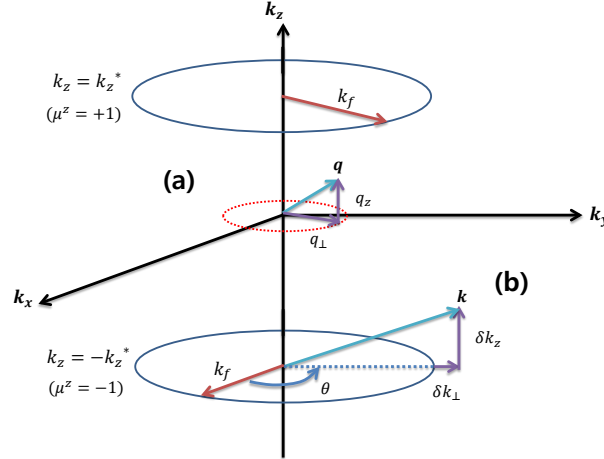 k_z
k_z = k_z^*
(μ^z = +1)
k_f
(a)
q
q_z
q_⊥
k_y
k_x
(b)
k
k_z = −k_z^*
(μ^z = −1)
k_f
δk_z
θ
δk_⊥